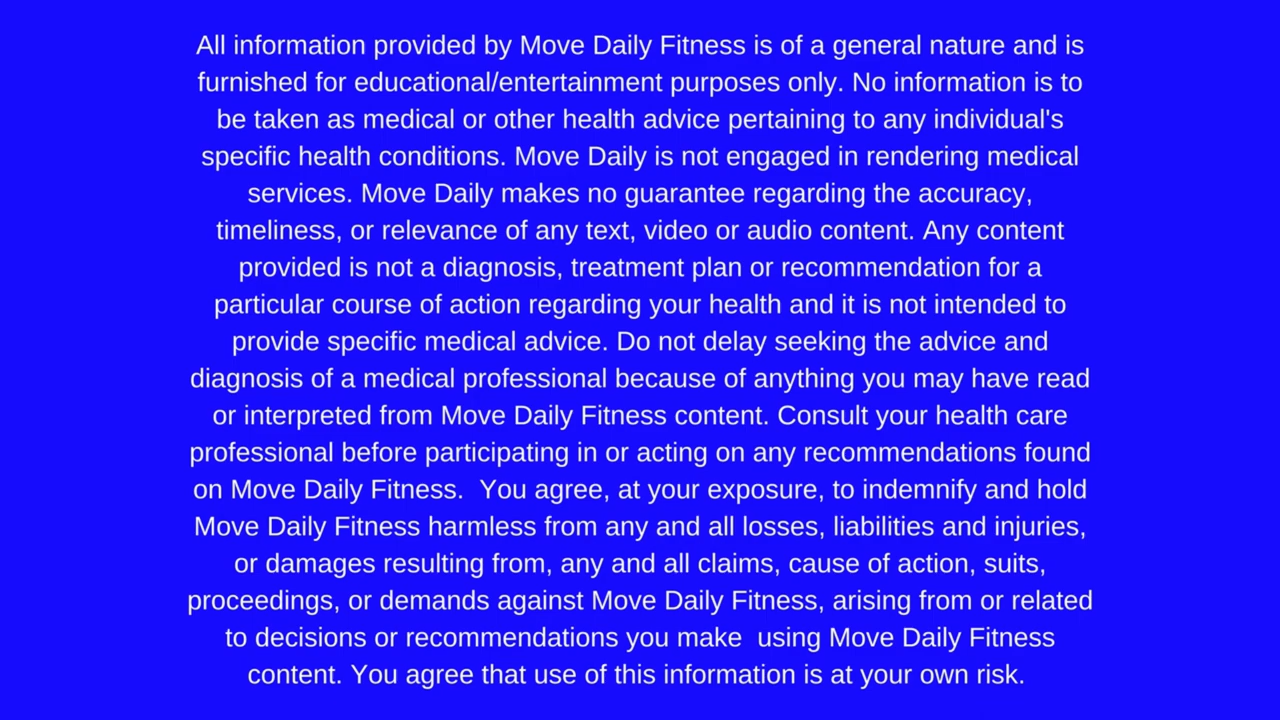 All information provided by Move Daily Fitness is of a general nature and is
furnished for educational/entertainment purposes only. No information is to
be taken as medical or other health advice pertaining to any individual's
specific health conditions. Move Daily is not engaged in rendering medical
services. Move Daily makes no guarantee regarding the accuracy,
timeliness, or relevance of any text, video or audio content. Any content
provided is not a diagnosis, treatment plan or recommendation for a
particular course of action regarding your health and it is not intended to
provide specific medical advice. Do not delay seeking the advice and
diagnosis of a medical professional because of anything you may have read
or interpreted from Move Daily Fitness content. Consult your health care
professional before participating in or acting on any recommendations found
on Move Daily Fitness.  You agree, at your exposure, to indemnify and hold
Move Daily Fitness harmless from any and all losses, liabilities and injuries,
or damages resulting from, any and all claims, cause of action, suits,
proceedings, or demands against Move Daily Fitness, arising from or related
to decisions or recommendations you make  using Move Daily Fitness
content. You agree that use of this information is at your own risk.